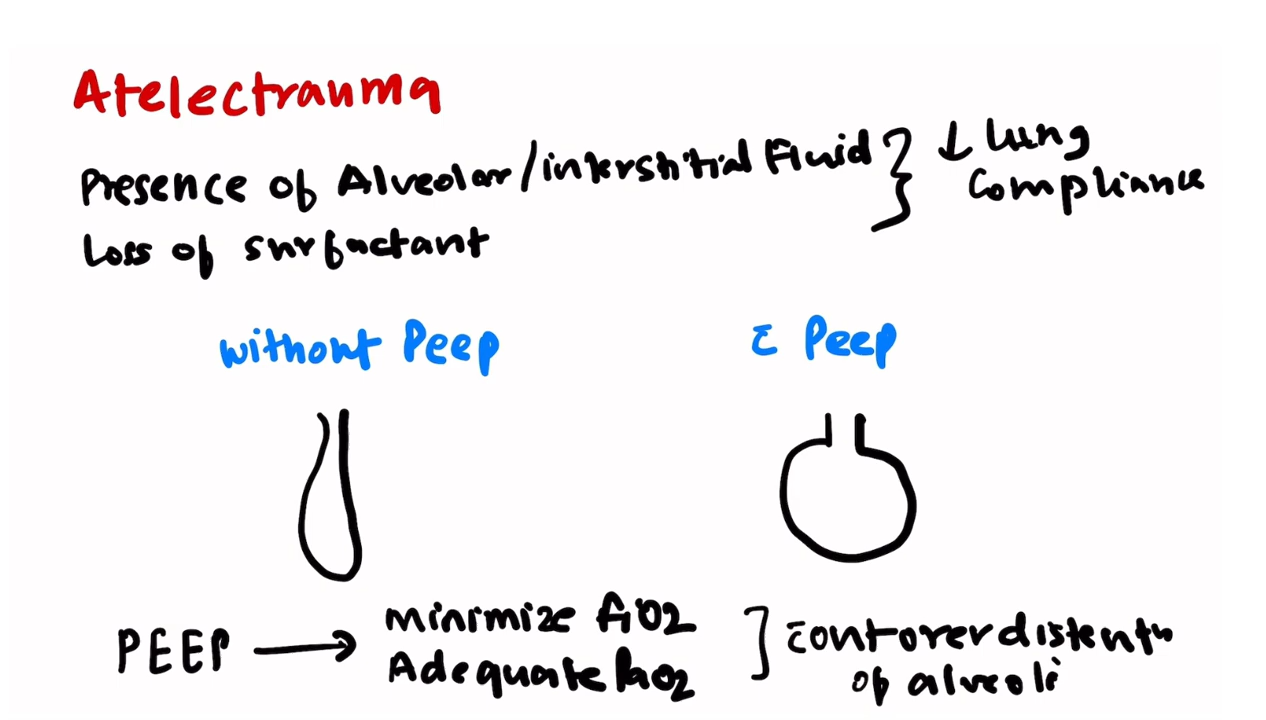 Atelectrauma
Presence of Alveolar/interstitial Fluid } ↓ Lung
Compliance
Loss of surfactant
without Peep
c̄ Peep
PEEP → minimize FiO2
Adequate PaO2
c̄out overdistentn
of alveoli